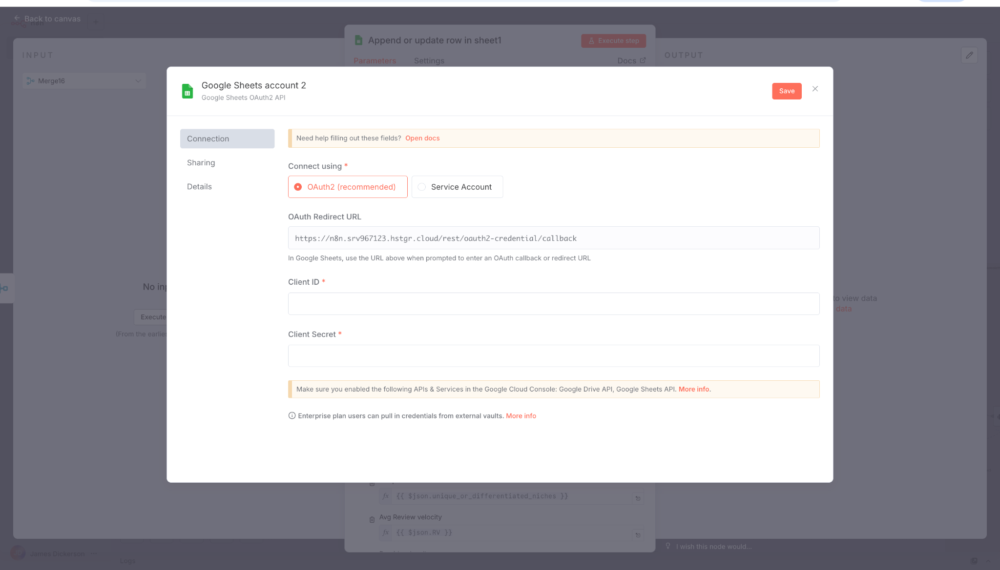 Back to canvas
Append or update row in sheet1
Execute step
INPUT
Parameters
Settings
Docs
OUTPUT
Merge16
Google Sheets account 2
Google Sheets OAuth2 API
Save
Connection
Sharing
Details
Need help filling out these fields? Open docs
Connect using *
OAuth2 (recommended)
Service Account
OAuth Redirect URL
https://n8n.srv967123.hstgr.cloud/rest/oauth2-credential/callback
In Google Sheets, use the URL above when prompted to enter an OAuth callback or redirect URL
Client ID *
Client Secret *
Make sure you enabled the following APIs & Services in the Google Cloud Console: Google Drive API, Google Sheets API. More info.
Enterprise plan users can pull in credentials from external vaults. More info
No
Execute
(From the
to view data
data
fx {{ $json.unique_or_differentiated_niches }}
Avg Review velocity
fx {{ $json.RV }}
I wish this node would...
James Dickerson
Logs